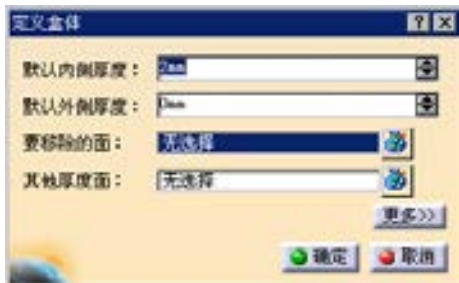 定义盒体
默认内侧厚度： 2mm
默认外侧厚度： 0mm
要移除的面： 无选择
其他厚度面： 无选择
更多>>
确定 取消